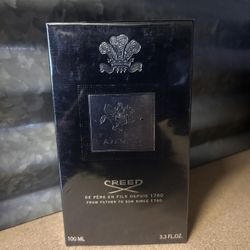 AVENTUS
CREED
DE PÈRE EN FILS DEPUIS 1760
FROM FATHER TO SON SINCE 1760
100 ML 3.3 FL.OZ.